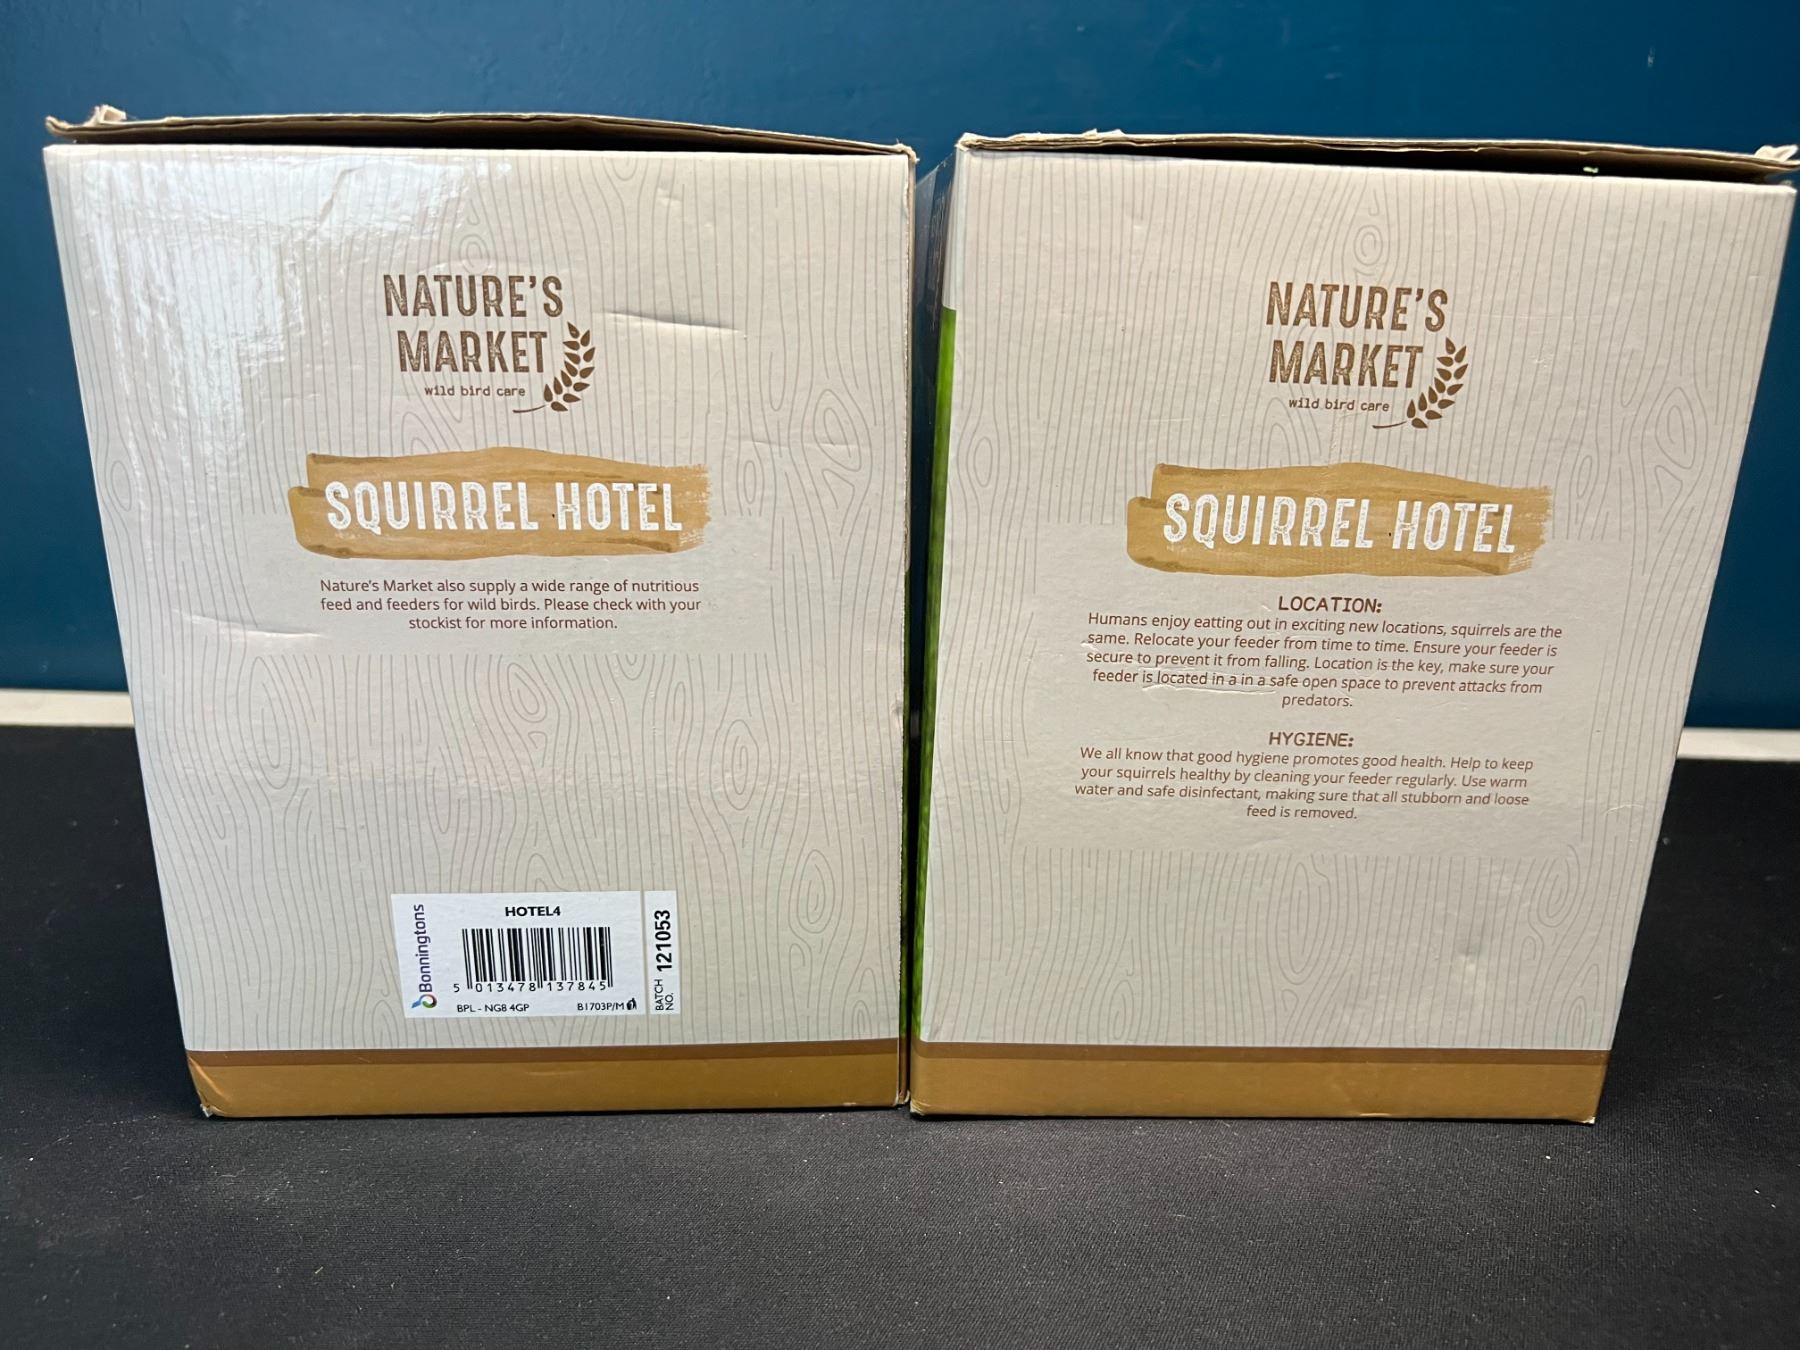 NATURE'S
MARKET
wild bird care
SQUIRREL HOTEL
Nature's Market also supply a wide range of nutritious
feed and feeders for wild birds. Please check with your
stockist for more information.
Bonningtons
HOTEL4
5 013478 137845
BPL - NG8 4GP
B1703P/M
BATCH
NO.
121053
NATURE'S
MARKET
wild bird care
SQUIRREL HOTEL
LOCATION:
Humans enjoy eatting out in exciting new locations, squirrels are the
same. Relocate your feeder from time to time. Ensure your feeder is
secure to prevent it from falling. Location is the key, make sure your
feeder is located in a in a safe open space to prevent attacks from
predators.
HYGIENE:
We all know that good hygiene promotes good health. Help to keep
your squirrels healthy by cleaning your feeder regularly. Use warm
water and safe disinfectant, making sure that all stubborn and loose
feed is removed.